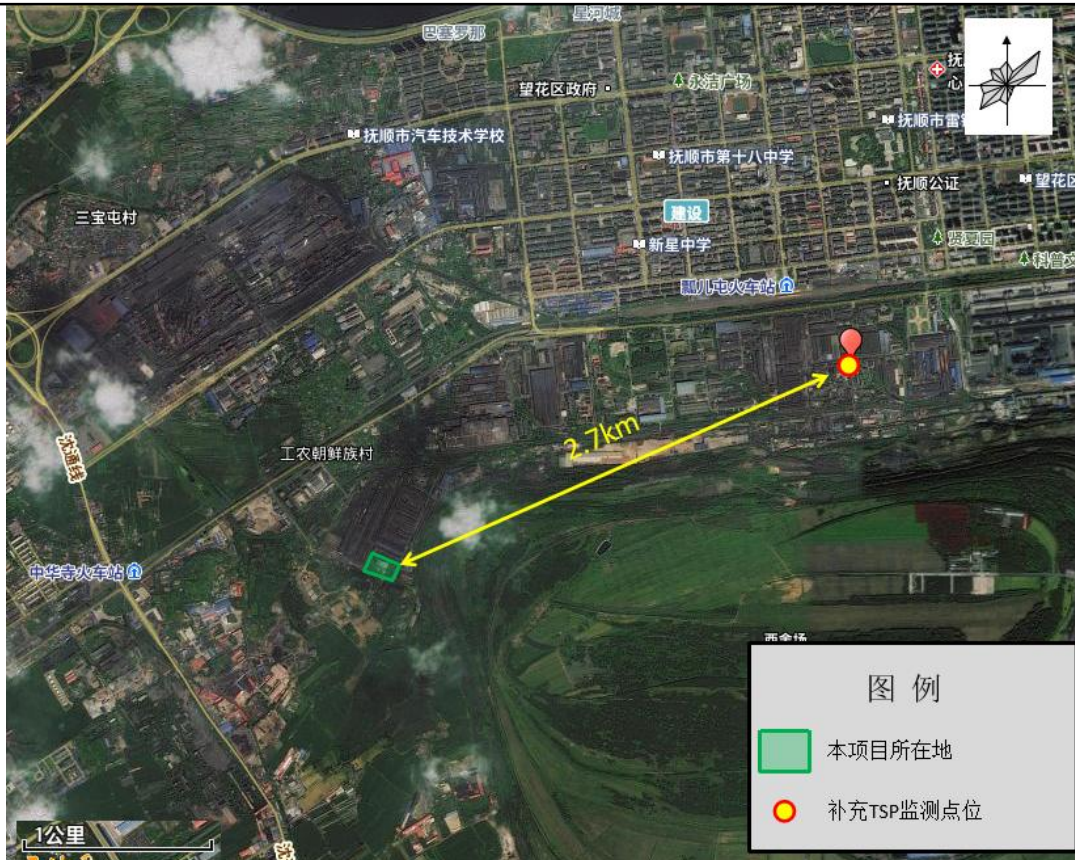 星河城
巴塞罗那
望花区政府
永洁广场
抚
心
抚顺市汽车技术学校
抚顺市雷锋
抚顺市第十八中学
抚顺公证
望花区
三宝屯村
建设
新星中学
贤夏园
科普文
瓢儿屯火车站
2.7km
沈通线
工农朝鲜族村
中华寺火车站
西舍场
图 例
本项目所在地
补充TSP监测点位
1公里
沈